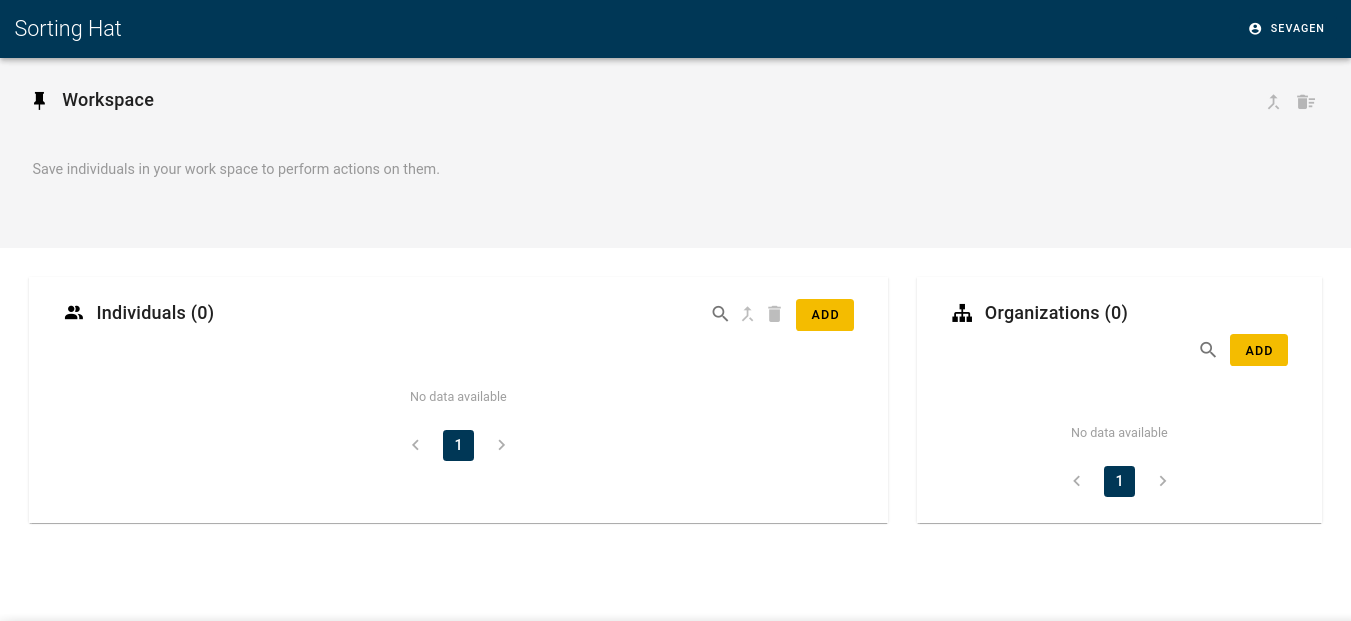 Sorting Hat
SEVAGEN
Workspace
Save individuals in your work space to perform actions on them.
Individuals (0)
ADD
No data available
1
Organizations (0)
ADD
No data available
1